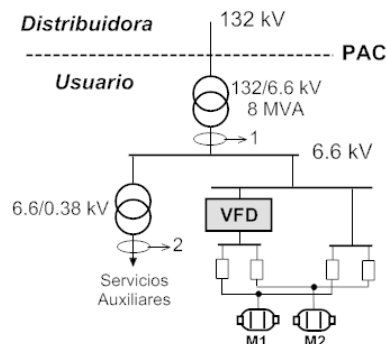 Distribuidora
132 kV
PAC
Usuario
132/6.6 kV
8 MVA
1
6.6 kV
6.6/0.38 kV
VFD
2
Servicios
Auxiliares
M1
M2